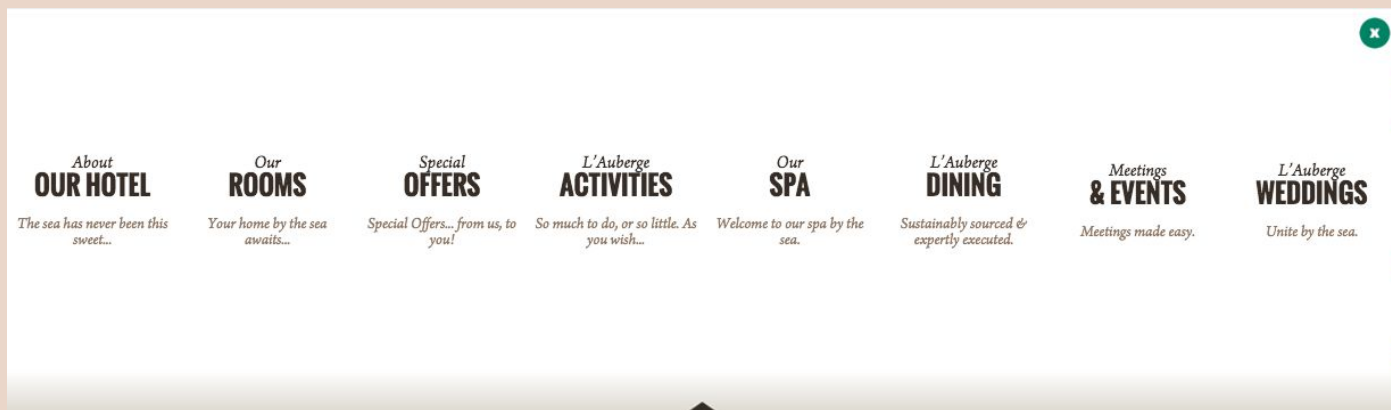 X
About
OUR HOTEL
The sea has never been this
sweet...
Our
ROOMS
Your home by the sea
awaits...
Special
OFFERS
Special Offers... from us, to
you!
L'Auberge
ACTIVITIES
So much to do, or so little. As
you wish...
Our
SPA
Welcome to our spa by the
sea.
L'Auberge
DINING
Sustainably sourced &
expertly executed.
Meetings
& EVENTS
Meetings made easy.
L'Auberge
WEDDINGS
Unite by the sea.